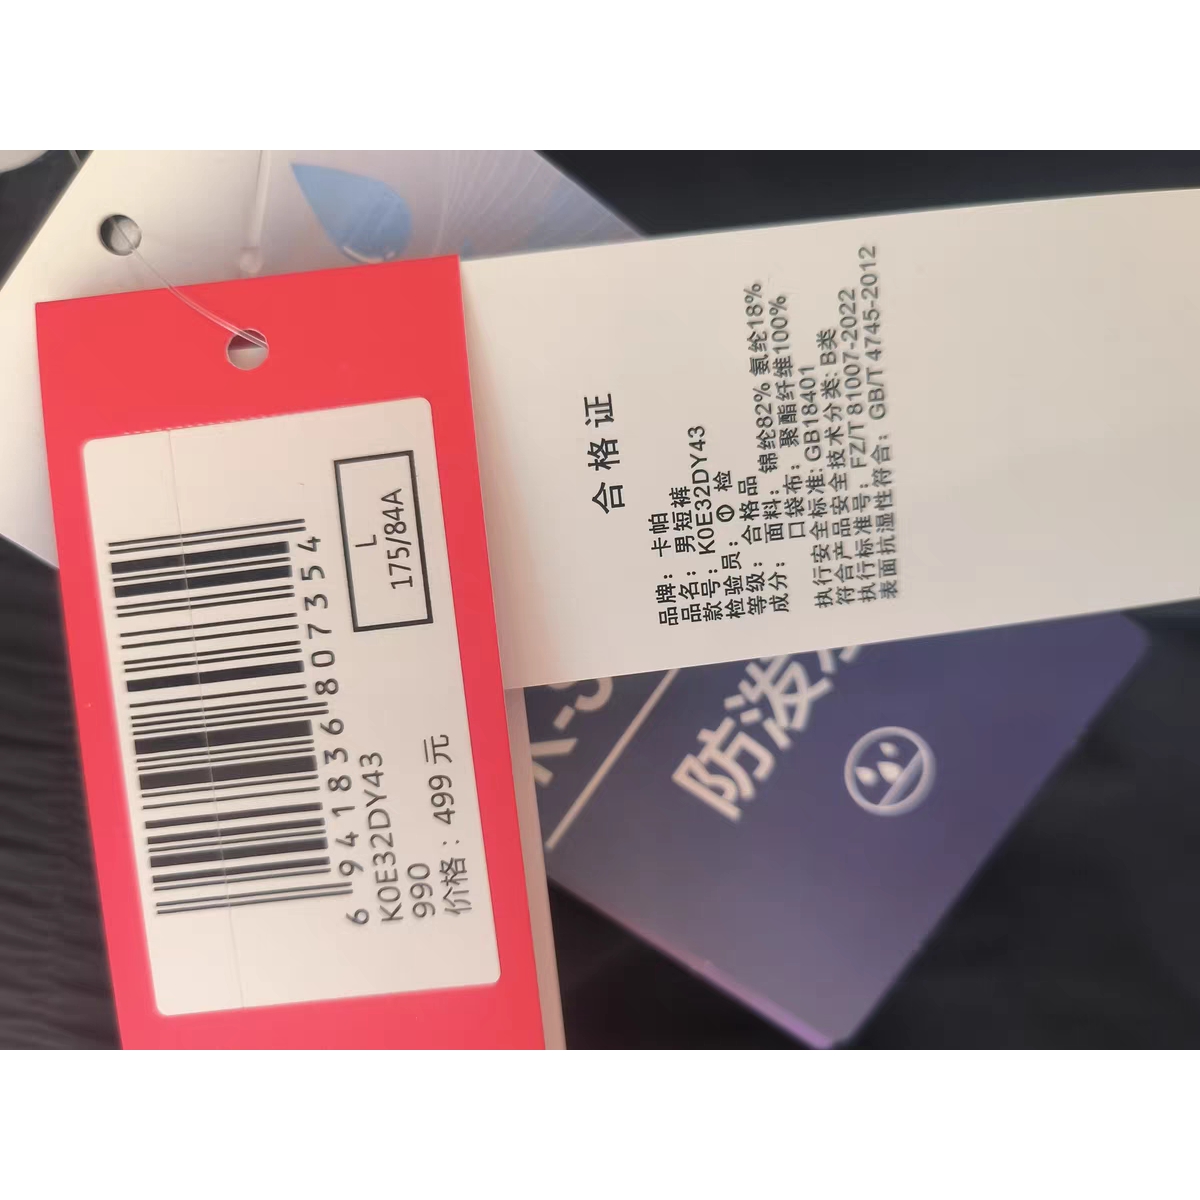 L
175/84A
6 941836 807354
K0E32DY43
990
价格：499 元
合格证
品牌： 卡帕
品名： 男短裤
款号： K0E32DY43
检验员： ① 检
等级： 合格品
成分： 面料： 锦纶82% 氨纶18%
口袋布： 聚酯纤维100%
执行安全标准: GB18401
符合产品安全技术分类: B类
执行标准号： FZ/T 81007-2022
表面抗湿性符合： GB/T 4745-2012
防泼